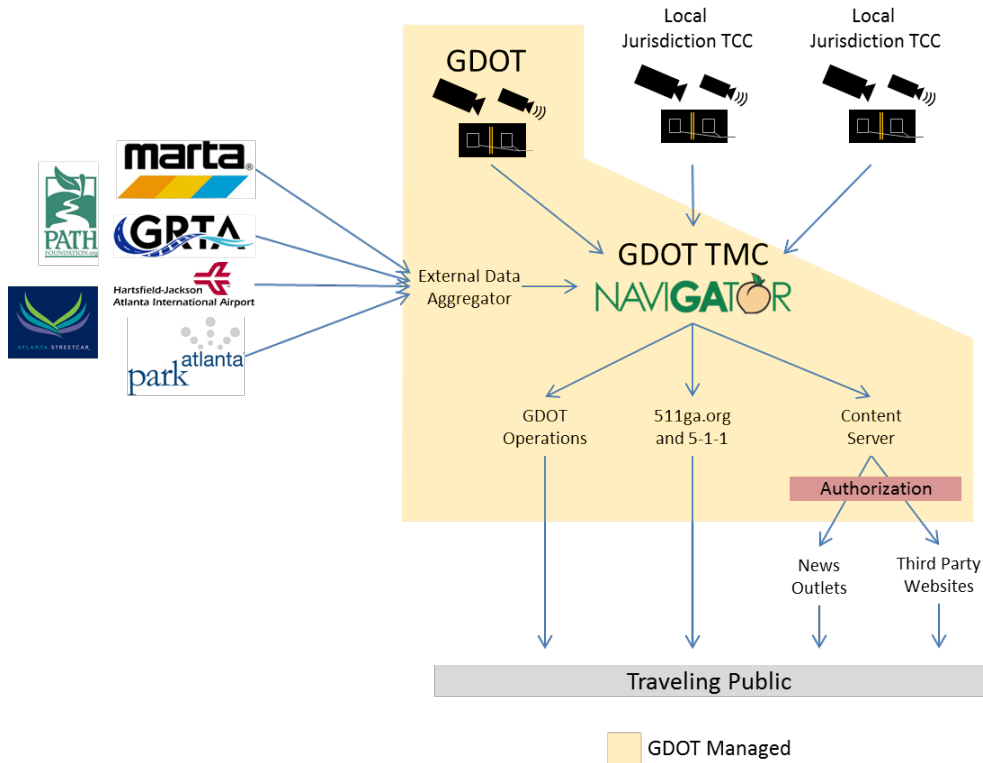 GDOT
Local
Jurisdiction TCC
Local
Jurisdiction TCC
marta®
PATH
FOUNDATION.org
GRTA
Hartsfield-Jackson
Atlanta International Airport
ATLANTA STREETCAR
park atlanta
External Data
Aggregator
GDOT TMC
NAVIGATOR
GDOT
Operations
511ga.org
and 5-1-1
Content
Server
Authorization
News
Outlets
Third Party
Websites
Traveling Public
GDOT Managed